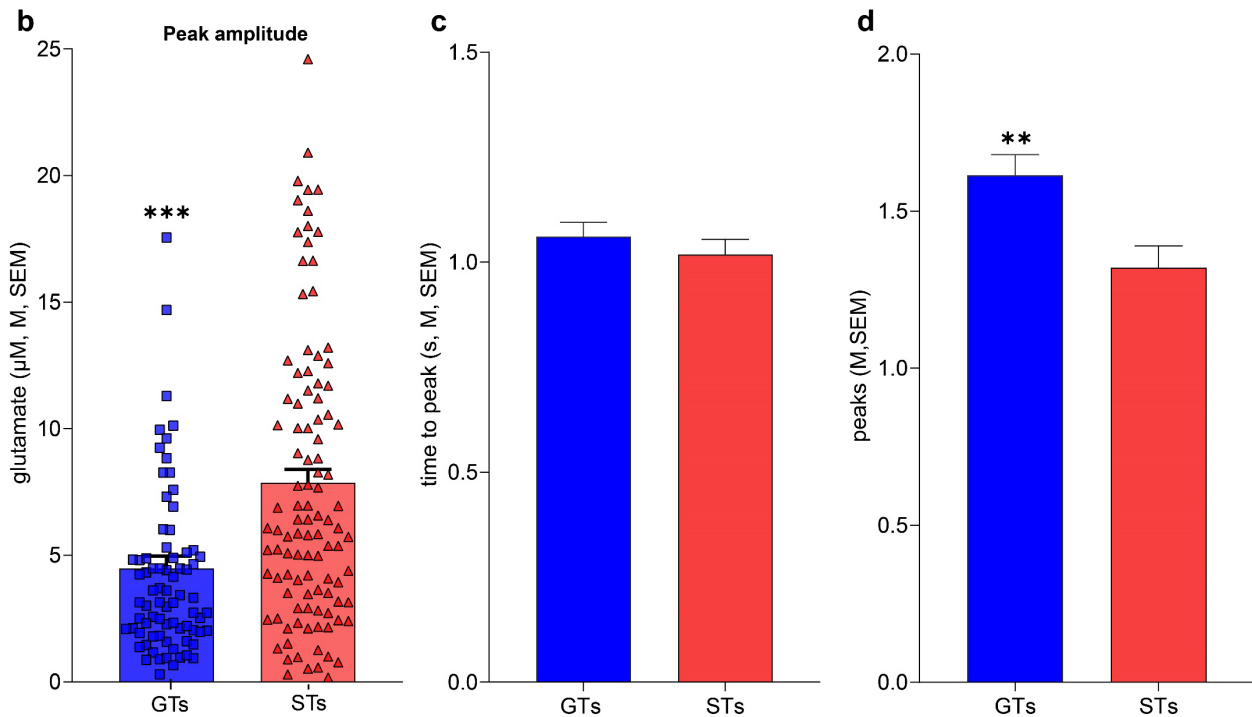 b
Peak amplitude
glutamate (µM, M, SEM)
25
20
15
10
5
0
***
GTs
STs
c
time to peak (s, M, SEM)
1.5
1.0
0.5
0.0
GTs
STs
d
peaks (M,SEM)
2.0
1.5
1.0
0.5
0.0
**
GTs
STs